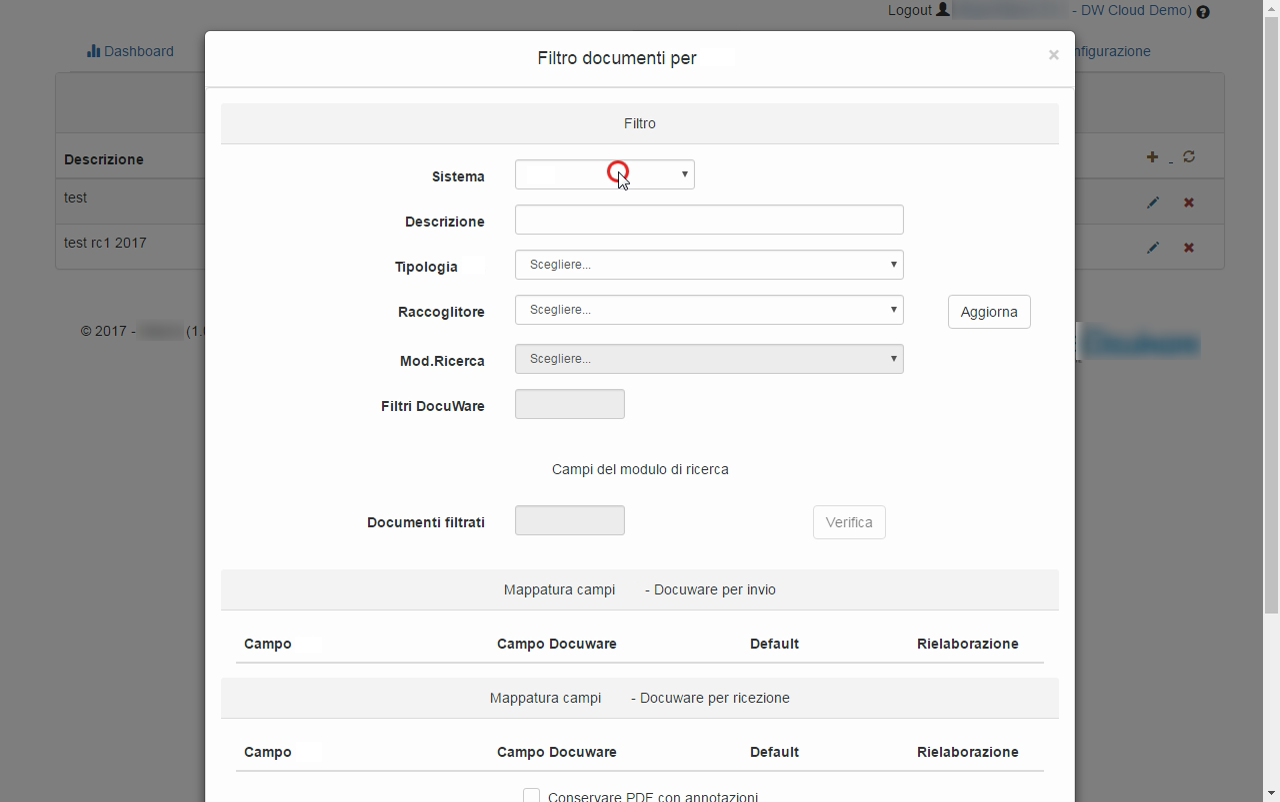 Logout - DW Cloud Demo)
Dashboard
nfigurazione
Filtro documenti per ×
Filtro
Descrizione
Sistema
test
Descrizione
test rc1 2017
Tipologia Scegliere...
Raccoglitore Scegliere... Aggiorna
© 2017 - (1.
Mod.Ricerca Scegliere...
Filtri DocuWare
Campi del modulo di ricerca
Documenti filtrati Verifica
Mappatura campi - Docuware per invio
Campo Campo Docuware Default Rielaborazione
Mappatura campi - Docuware per ricezione
Campo Campo Docuware Default Rielaborazione
Conservare PDF con annotazioni